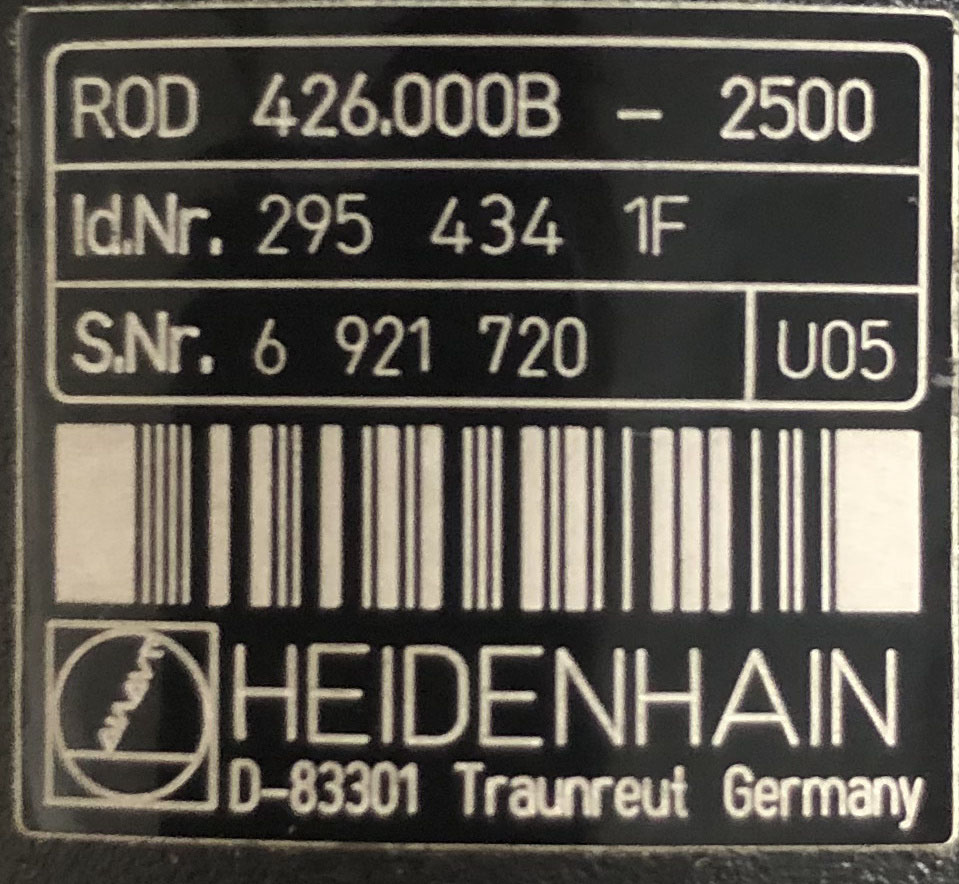 ROD 426.000B - 2500
Id.Nr. 295 434 1F
S.Nr. 6 921 720 U05
HEIDENHAIN
D-83301 Traunreut Germany